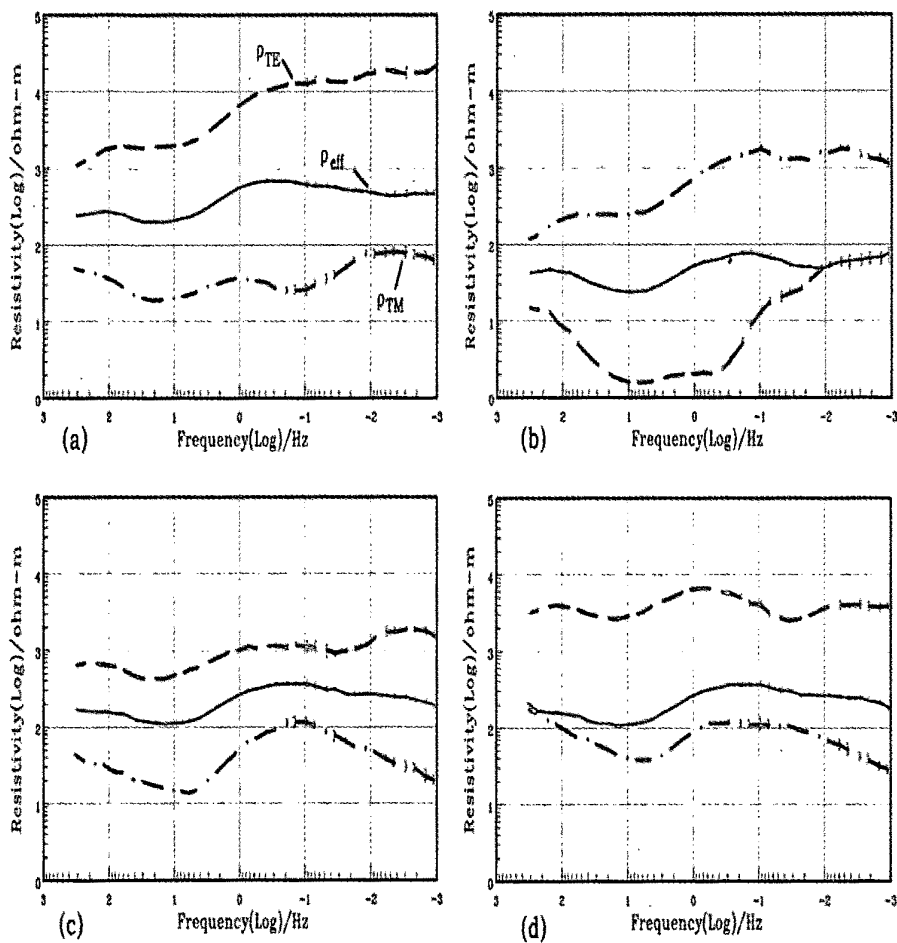 5
4
3
2
1
0
Resistivity(Log)/ohm-m
ρTE
ρeff
ρTM
3 2 1 0 -1 -2 -3
(a) Frequency(Log)/Hz
5
4
3
2
1
0
Resistivity(Log)/ohm-m
3 2 1 0 -1 -2 -3
(b) Frequency(Log)/Hz
5
4
3
2
1
0
Resistivity(Log)/ohm-m
3 2 1 0 -1 -2 -3
(c) Frequency(Log)/Hz
5
4
3
2
1
0
Resistivity(Log)/ohm-m
3 2 1 0 -1 -2 -3
(d) Frequency(Log)/Hz